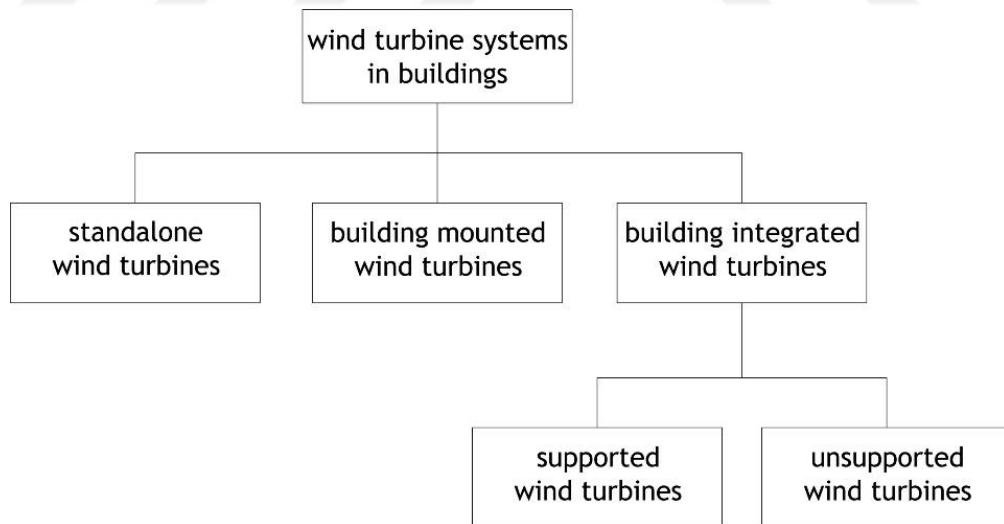 wind turbine systems
in buildings
standalone
wind turbines
building mounted
wind turbines
building integrated
wind turbines
supported
wind turbines
unsupported
wind turbines